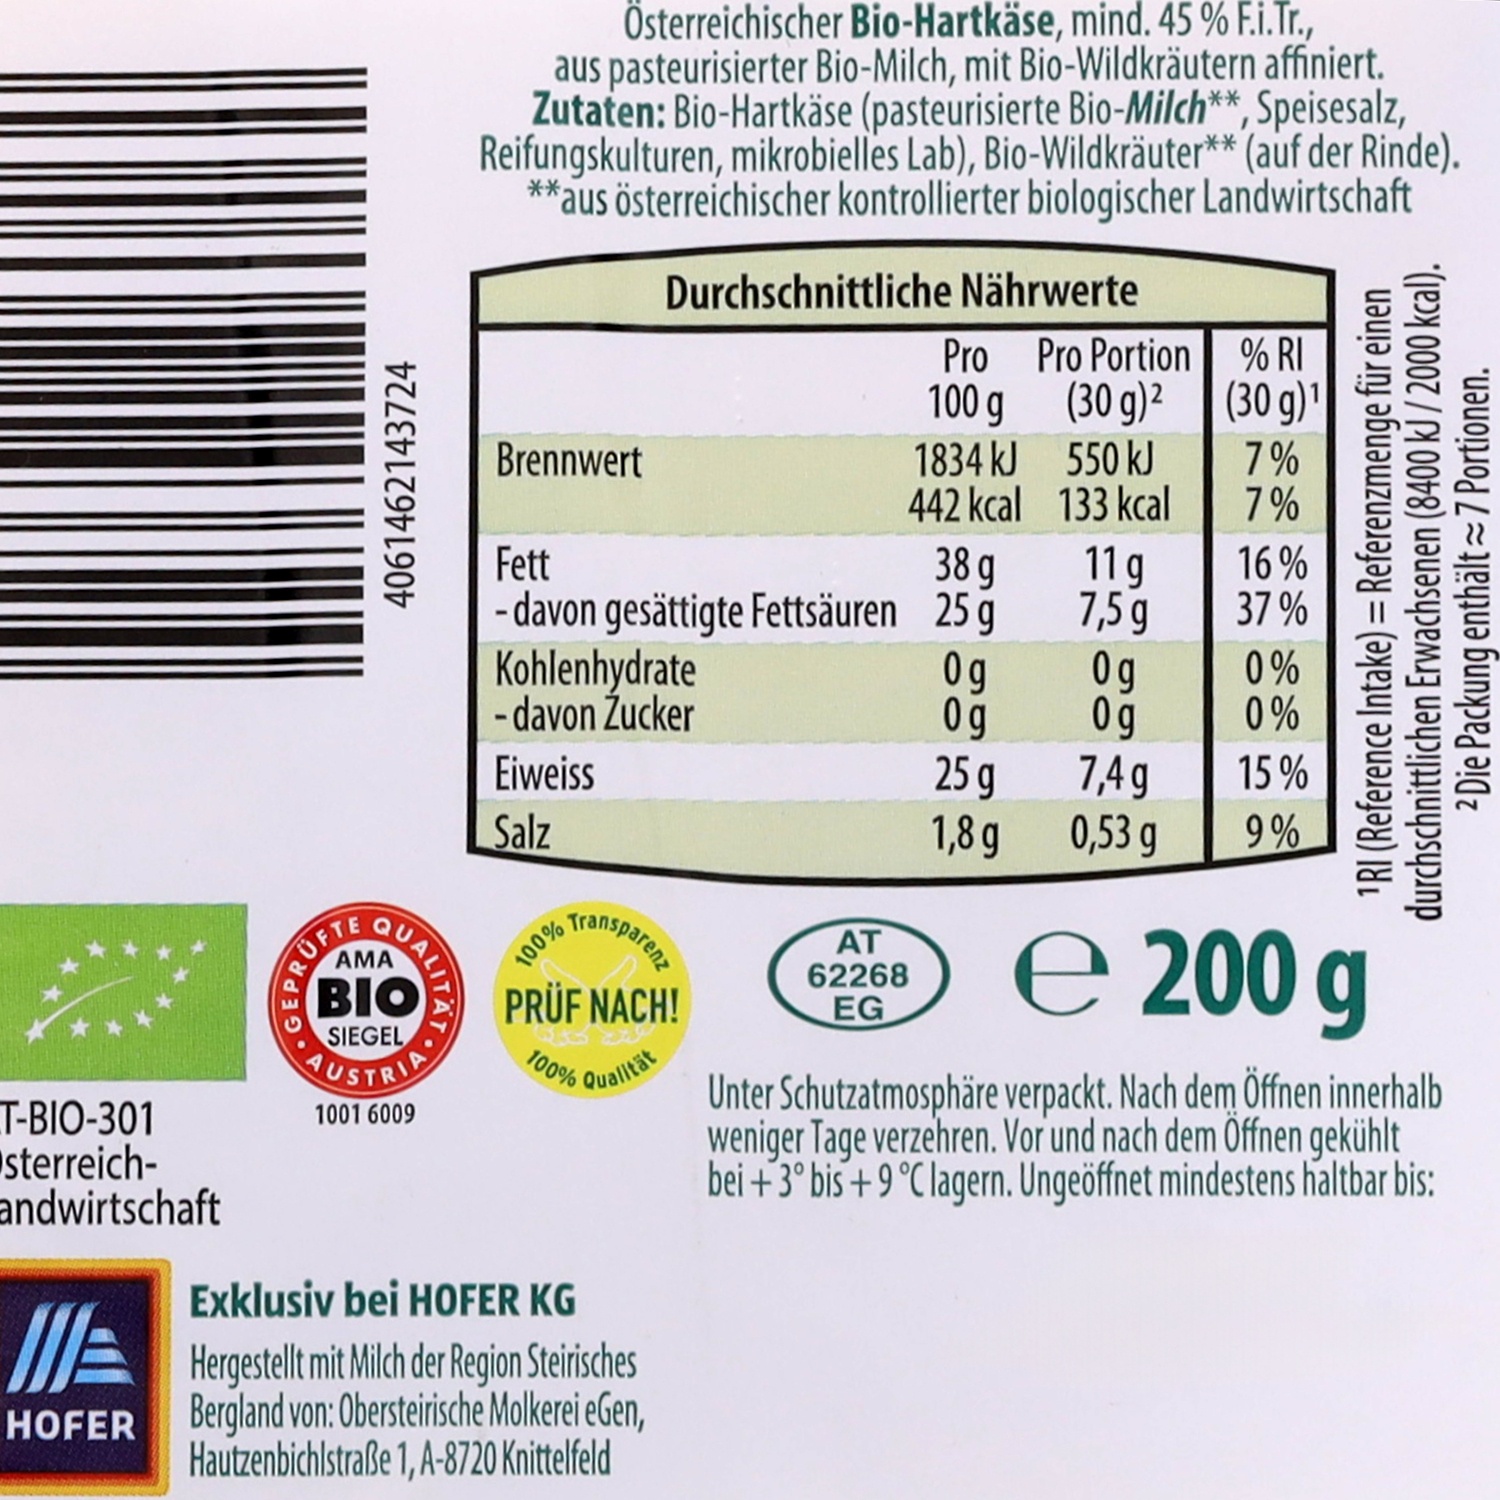 Österreichischer Bio-Hartkäse, mind. 45 % F.i.Tr.,
aus pasteurisierter Bio-Milch, mit Bio-Wildkräutern affiniert.
Zutaten: Bio-Hartkäse (pasteurisierte Bio-Milch**, Speisesalz,
Reifungskulturen, mikrobielles Lab), Bio-Wildkräuter** (auf der Rinde).
**aus österreichischer kontrollierter biologischer Landwirtschaft
4061462143724
Durchschnittliche Nährwerte
Pro Pro Portion % RI
100 g (30 g)² (30 g)¹
Brennwert 1834 kJ 550 kJ 7 %
442 kcal 133 kcal 7 %
Fett 38 g 11 g 16 %
- davon gesättigte Fettsäuren 25 g 7,5 g 37 %
Kohlenhydrate 0 g 0 g 0 %
- davon Zucker 0 g 0 g 0 %
Eiweiss 25 g 7,4 g 15 %
Salz 1,8 g 0,53 g 9 %
¹RI (Reference Intake) = Referenzmenge für einen
durchschnittlichen Erwachsenen (8400 kJ / 2000 kcal).
²Die Packung enthält ≈ 7 Portionen.
GEPRÜFTE QUALITÄT
AMA
BIO
SIEGEL
AUSTRIA
1001 6009
100% Transparenz
PRÜF NACH!
100% Qualität
AT
62268
EG
e 200 g
T-BIO-301
sterreich-
andwirtschaft
Unter Schutzatmosphäre verpackt. Nach dem Öffnen innerhalb
weniger Tage verzehren. Vor und nach dem Öffnen gekühlt
bei + 3° bis + 9 °C lagern. Ungeöffnet mindestens haltbar bis:
HOFER
Exklusiv bei HOFER KG
Hergestellt mit Milch der Region Steirisches
Bergland von: Obersteirische Molkerei eGen,
Hautzenbichlstraße 1, A-8720 Knittelfeld